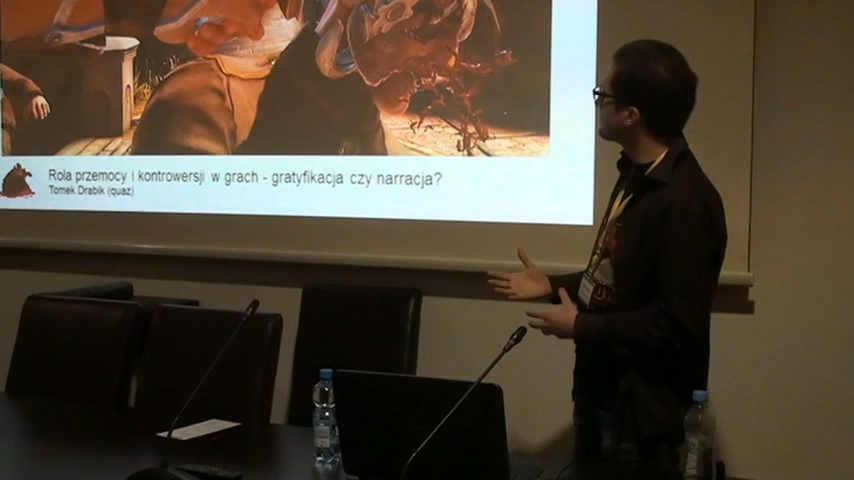 Rola przemocy i kontrowersji w grach - gratyfikacja czy narracja?
Tomek Drabik (quaz)